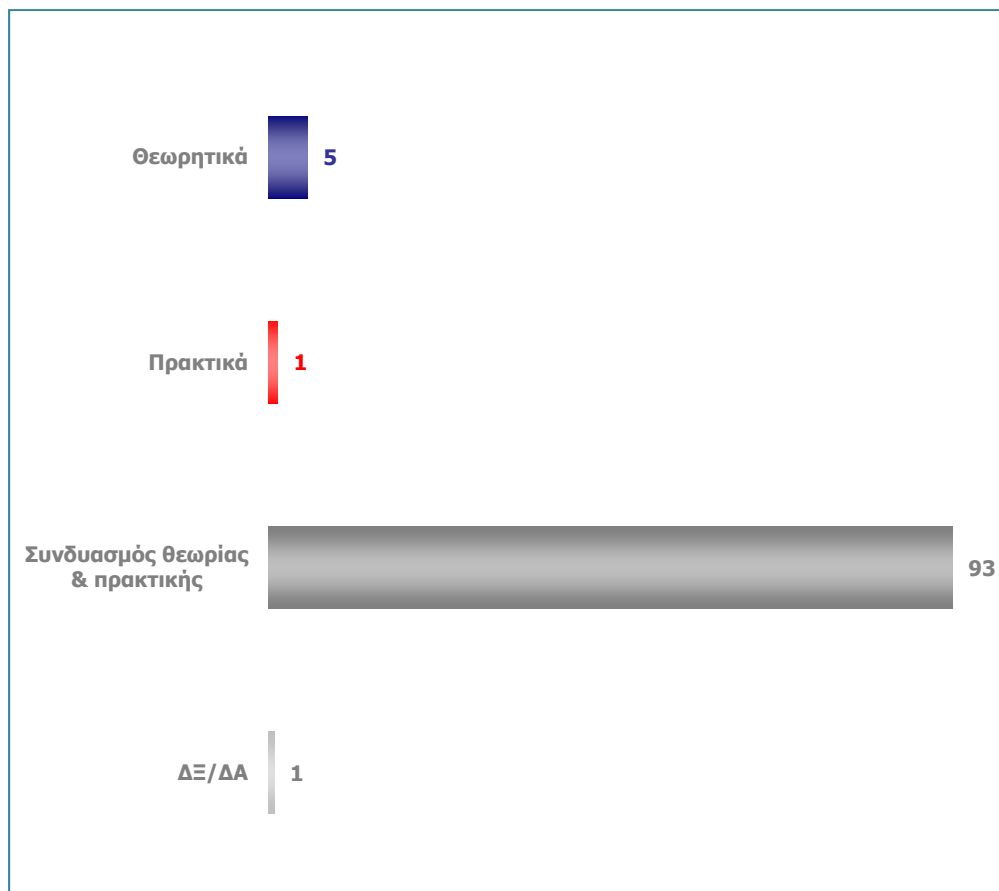 Θεωρητικά 5
Πρακτικά 1
Συνδυασμός θεωρίας
& πρακτικής 93
ΔΞ/ΔΑ 1